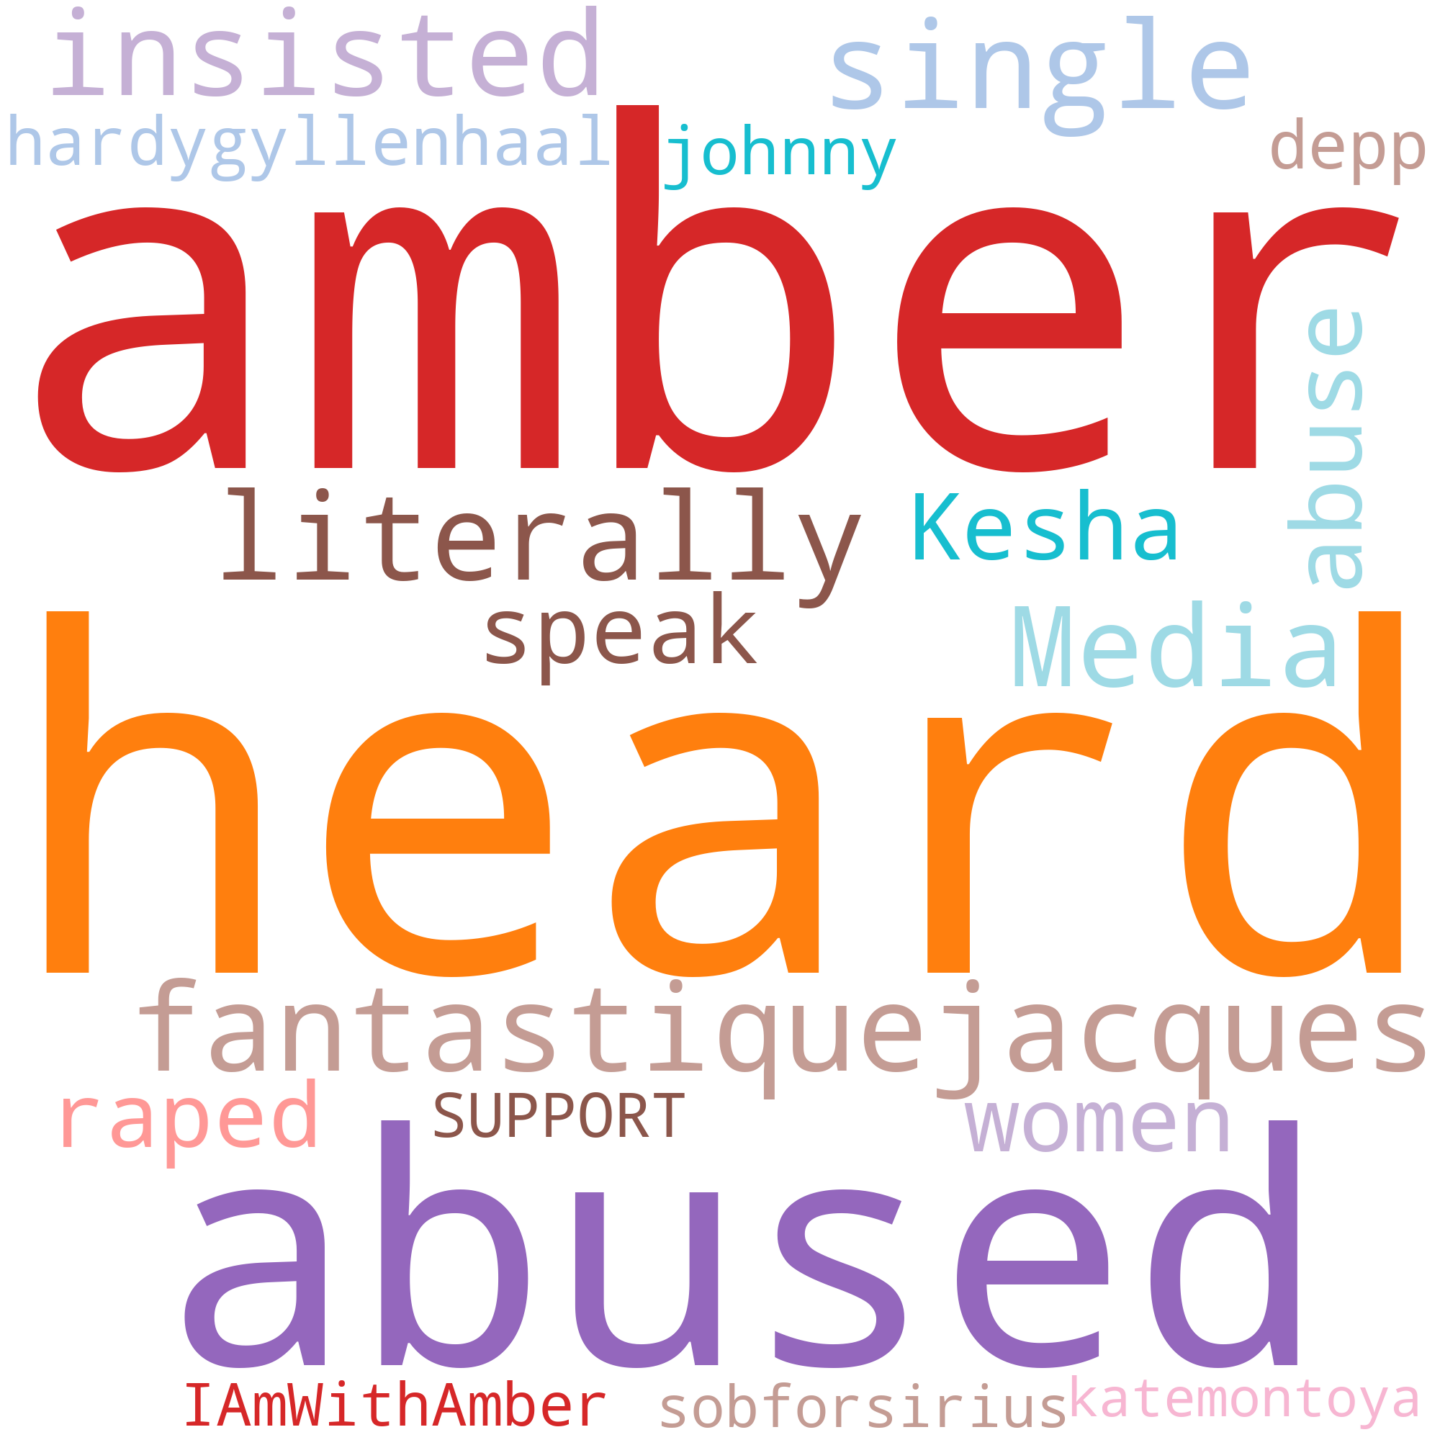 insisted single
hardygyllenhaal johnny depp
amber
abuse
literally Kesha
speak Media
heard
fantastiquejacques
raped SUPPORT women
abused
IAmWithAmber sobforsirius katemontoya